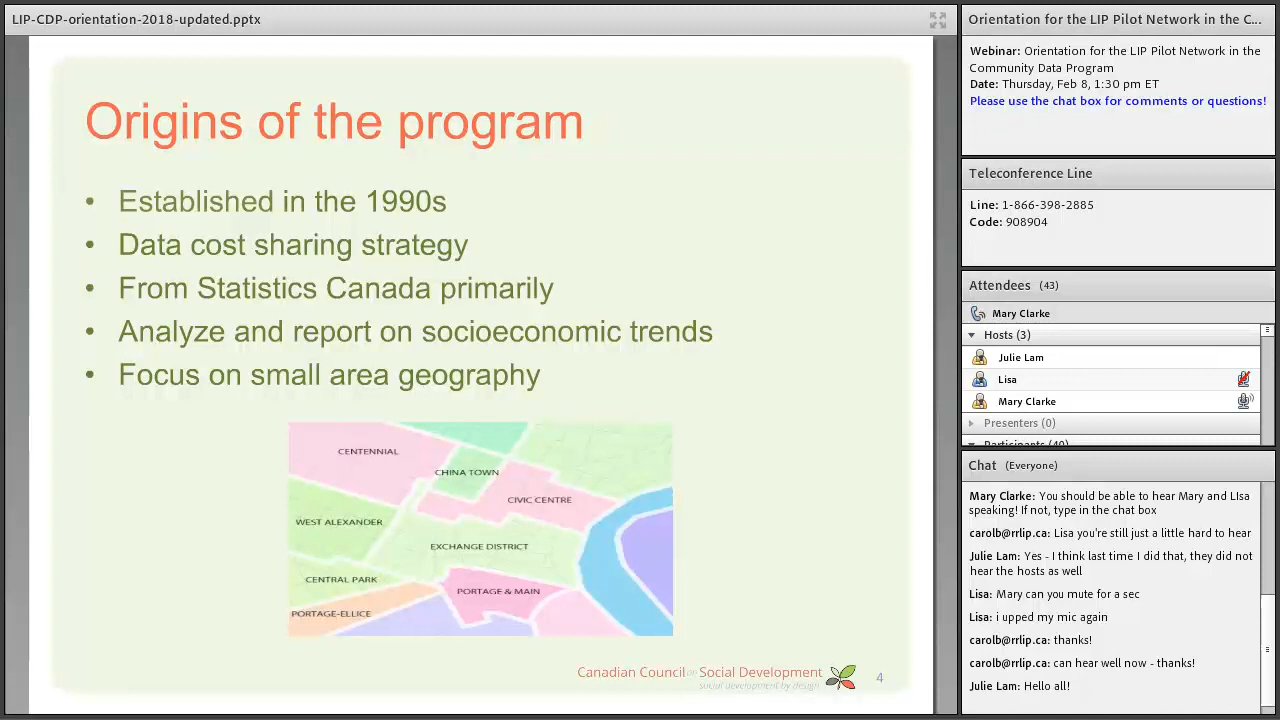 LIP-CDP-orientation-2018-updated.pptx
Origins of the program
• Established in the 1990s
• Data cost sharing strategy
• From Statistics Canada primarily
• Analyze and report on socioeconomic trends
• Focus on small area geography
CENTENNIAL
CHINA TOWN
CIVIC CENTRE
WEST ALEXANDER
EXCHANGE DISTRICT
CENTRAL PARK
PORTAGE & MAIN
PORTAGE-ELLICE
Canadian Council on Social Development
social development by design
4
Orientation for the LIP Pilot Network in the C...
Webinar: Orientation for the LIP Pilot Network in the
Community Data Program
Date: Thursday, Feb 8, 1:30 pm ET
Please use the chat box for comments or questions!
Teleconference Line
Line: 1-866-398-2885
Code: 908904
Attendees (43)
Mary Clarke
Hosts (3)
Julie Lam
Lisa
Mary Clarke
Presenters (0)
Participants (40)
Chat (Everyone)
Mary Clarke: You should be able to hear Mary and LIsa
speaking! If not, type in the chat box
carolb@rrlip.ca: Lisa you're still just a little hard to hear
Julie Lam: Yes - I think last time I did that, they did not
hear the hosts as well
Lisa: Mary can you mute for a sec
Lisa: i upped my mic again
carolb@rrlip.ca: thanks!
carolb@rrlip.ca: can hear well now - thanks!
Julie Lam: Hello all!